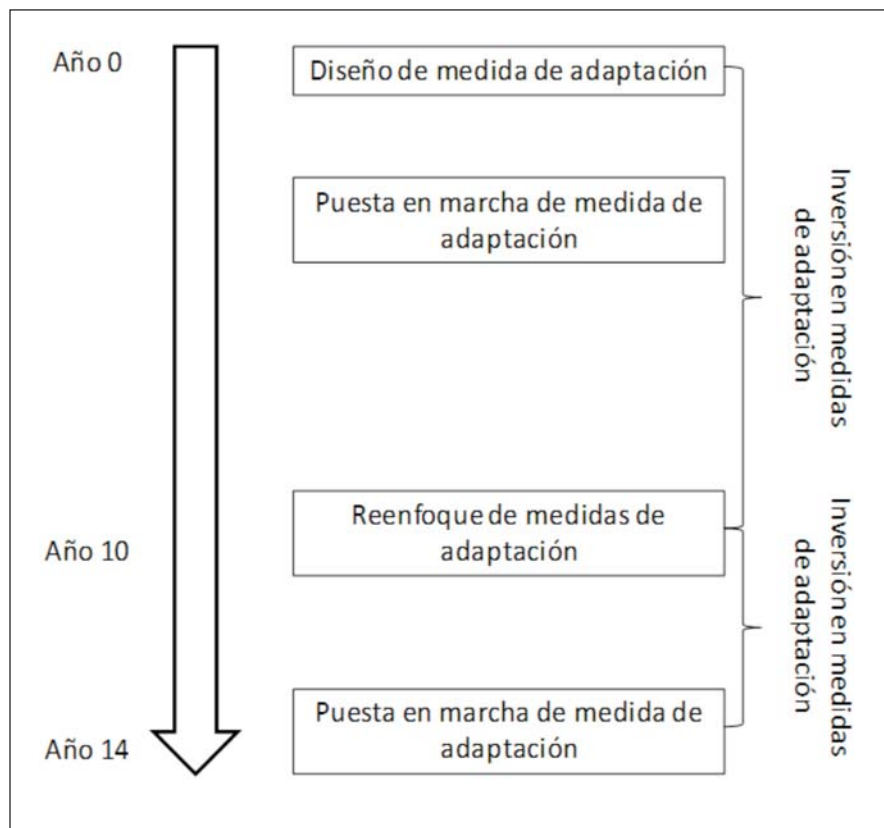 Año 0
Diseño de medida de adaptación
Puesta en marcha de medida de
adaptación
Inversión en medidas
de adaptación
Reenfoque de medidas de
adaptación
Año 10
Inversión en medidas
de adaptación
Puesta en marcha de medida de
adaptación
Año 14